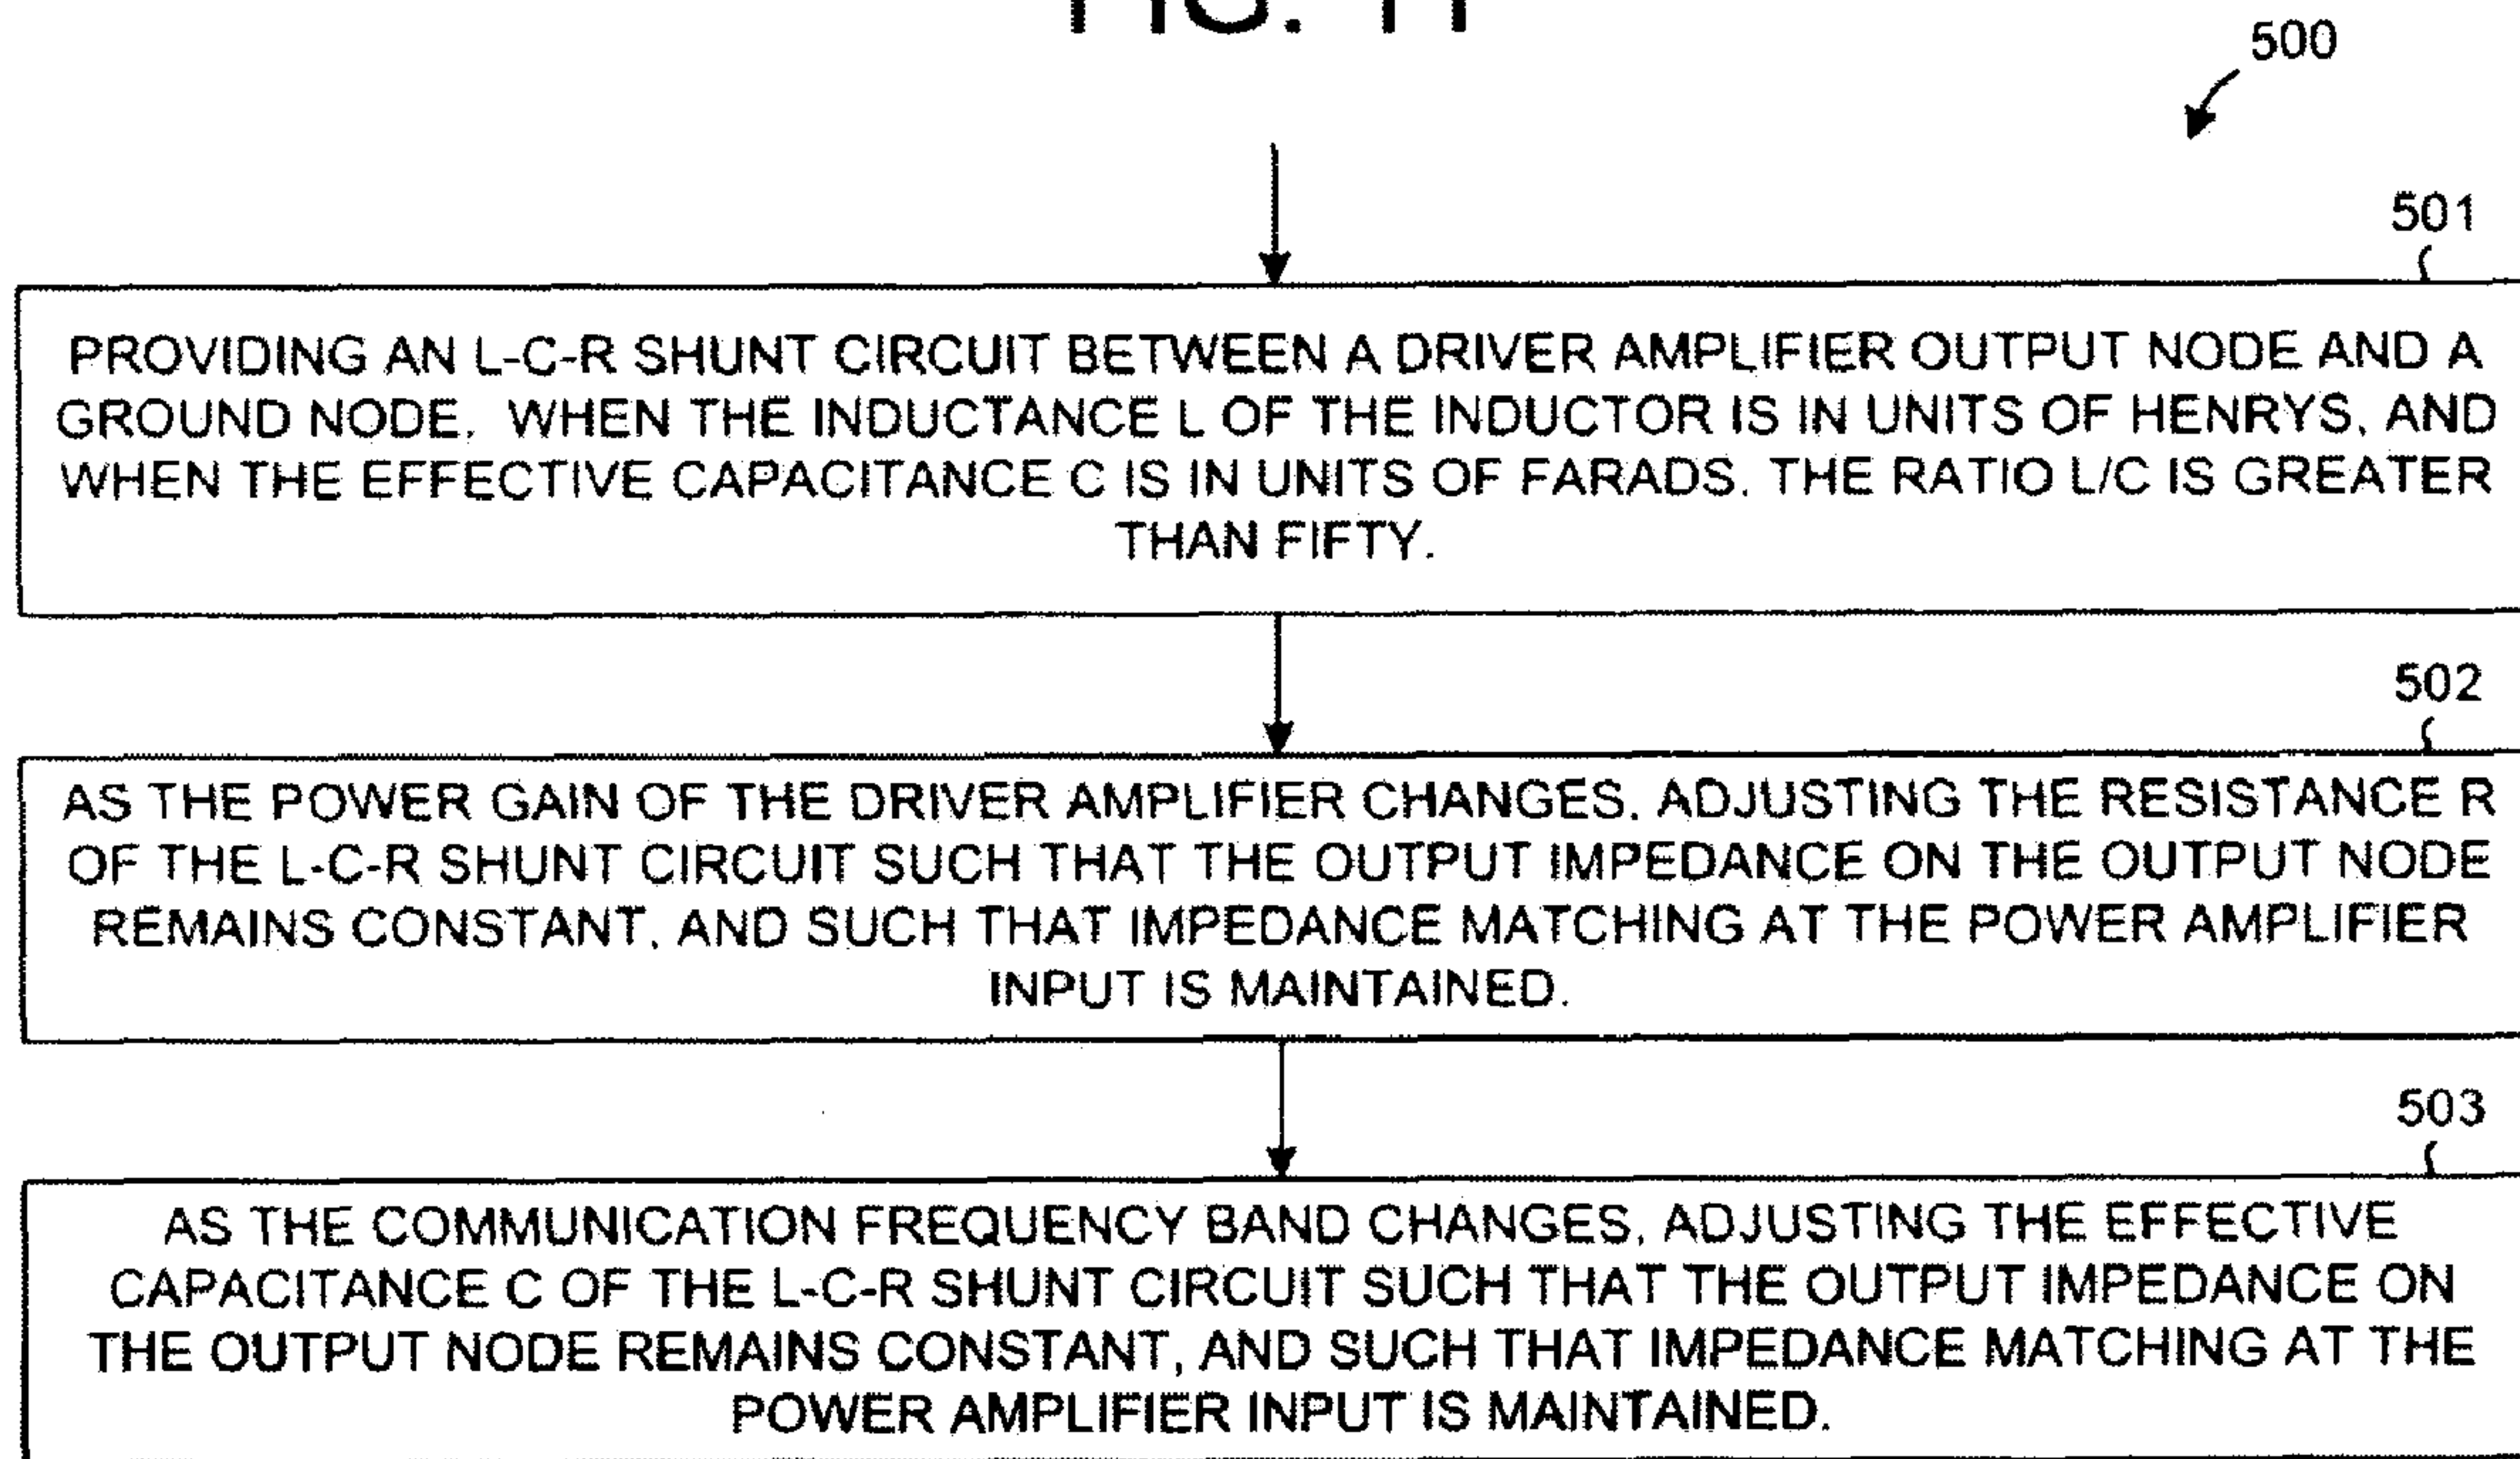 FIG. 11
500
501
PROVIDING AN L-C-R SHUNT CIRCUIT BETWEEN A DRIVER AMPLIFIER OUTPUT NODE AND A
GROUND NODE. WHEN THE INDUCTANCE L OF THE INDUCTOR IS IN UNITS OF HENRYS, AND
WHEN THE EFFECTIVE CAPACITANCE C IS IN UNITS OF FARADS, THE RATIO L/C IS GREATER
THAN FIFTY.
502
AS THE POWER GAIN OF THE DRIVER AMPLIFIER CHANGES, ADJUSTING THE RESISTANCE R
OF THE L-C-R SHUNT CIRCUIT SUCH THAT THE OUTPUT IMPEDANCE ON THE OUTPUT NODE
REMAINS CONSTANT, AND SUCH THAT IMPEDANCE MATCHING AT THE POWER AMPLIFIER
INPUT IS MAINTAINED.
503
AS THE COMMUNICATION FREQUENCY BAND CHANGES, ADJUSTING THE EFFECTIVE
CAPACITANCE C OF THE L-C-R SHUNT CIRCUIT SUCH THAT THE OUTPUT IMPEDANCE ON
THE OUTPUT NODE REMAINS CONSTANT, AND SUCH THAT IMPEDANCE MATCHING AT THE
POWER AMPLIFIER INPUT IS MAINTAINED.